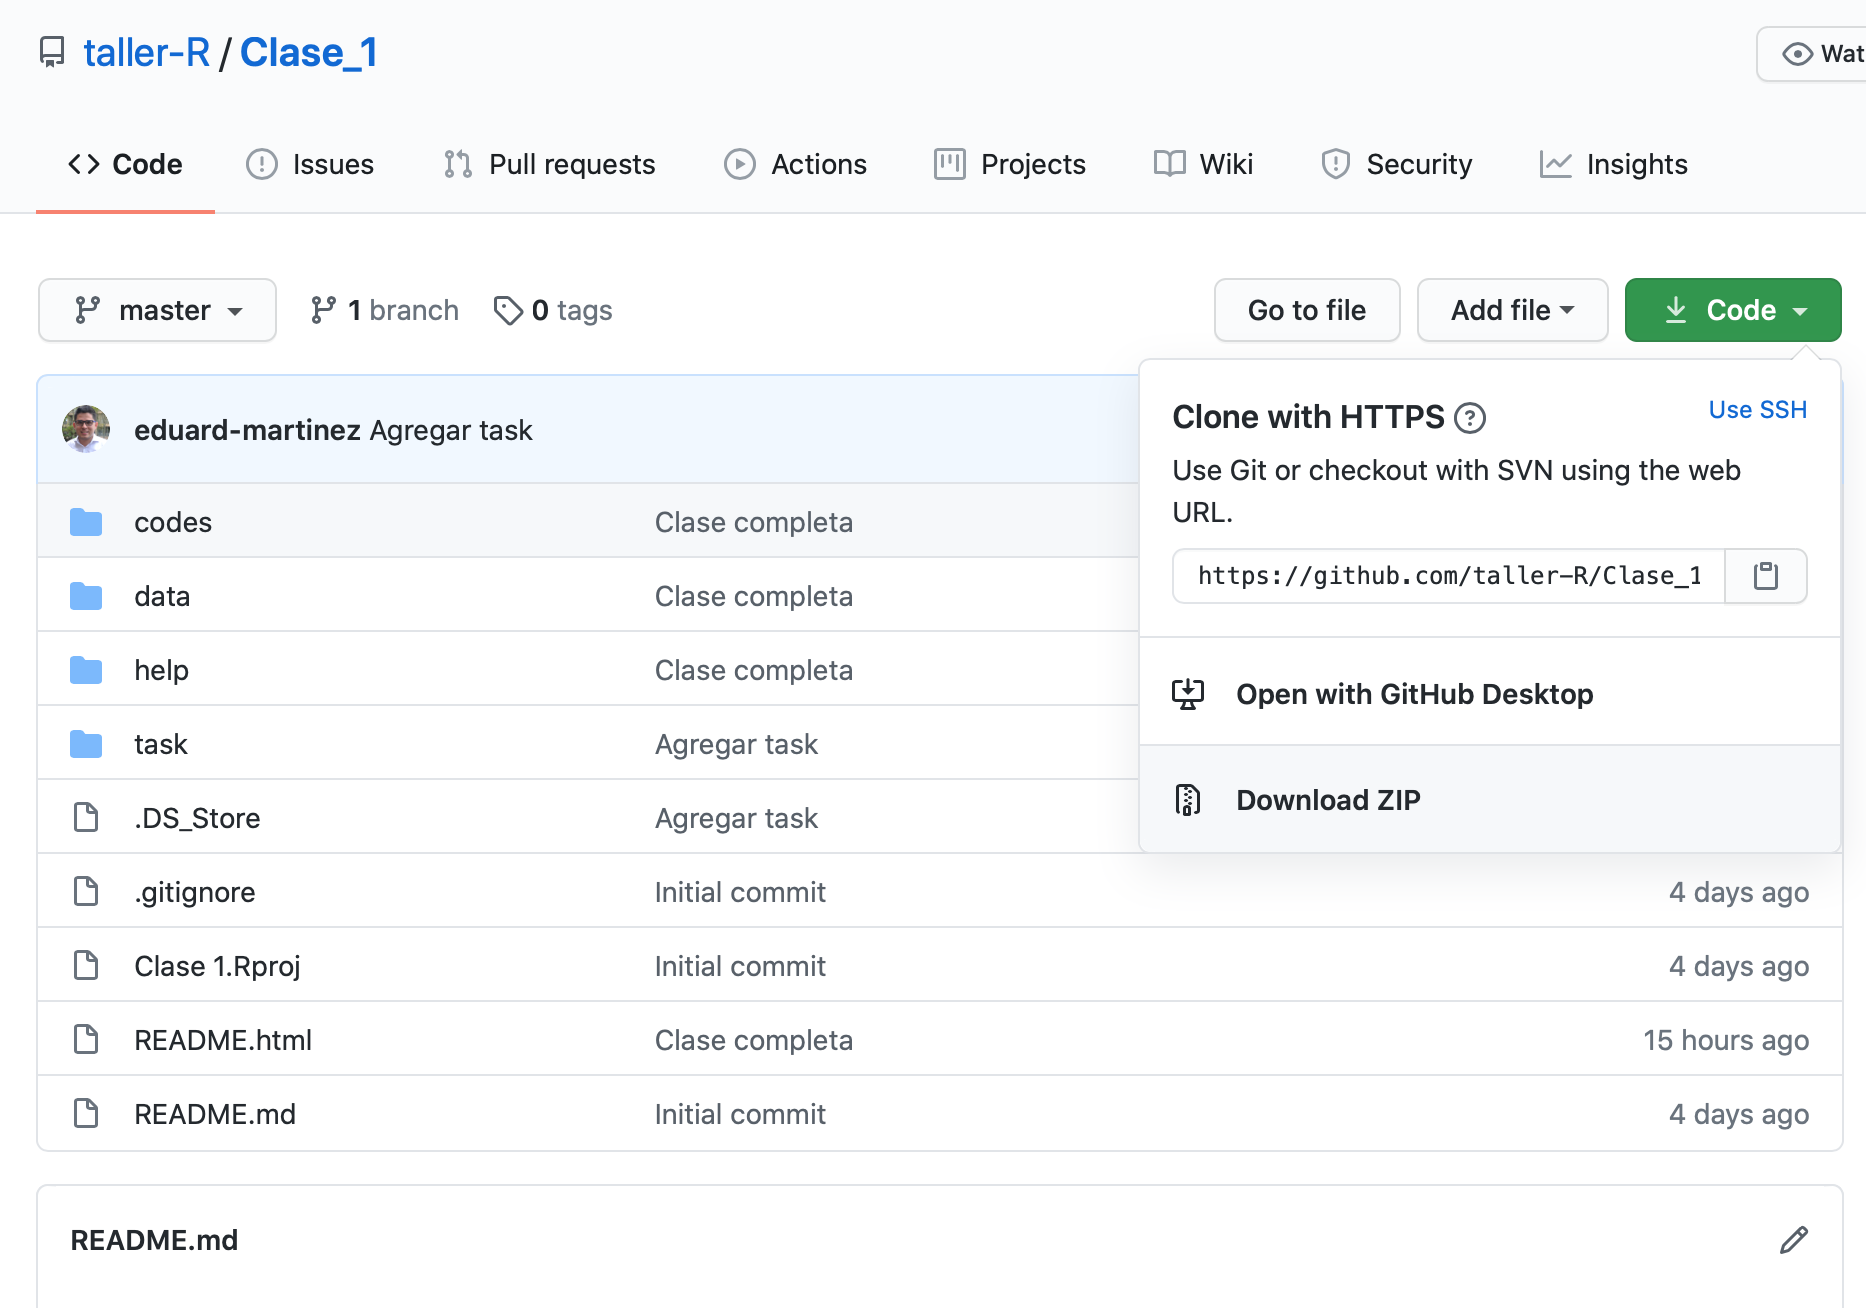 taller-R / Clase_1
Wat
Code Issues Pull requests Actions Projects Wiki Security Insights
master 1 branch 0 tags Go to file Add file Code
eduard-martinez Agregar task
Clone with HTTPS ? Use SSH
Use Git or checkout with SVN using the web
URL.
https://github.com/taller-R/Clase_1
Open with GitHub Desktop
Download ZIP
codes Clase completa
data Clase completa
help Clase completa
task Agregar task
.DS_Store Agregar task
.gitignore Initial commit 4 days ago
Clase 1.Rproj Initial commit 4 days ago
README.html Clase completa 15 hours ago
README.md Initial commit 4 days ago
README.md